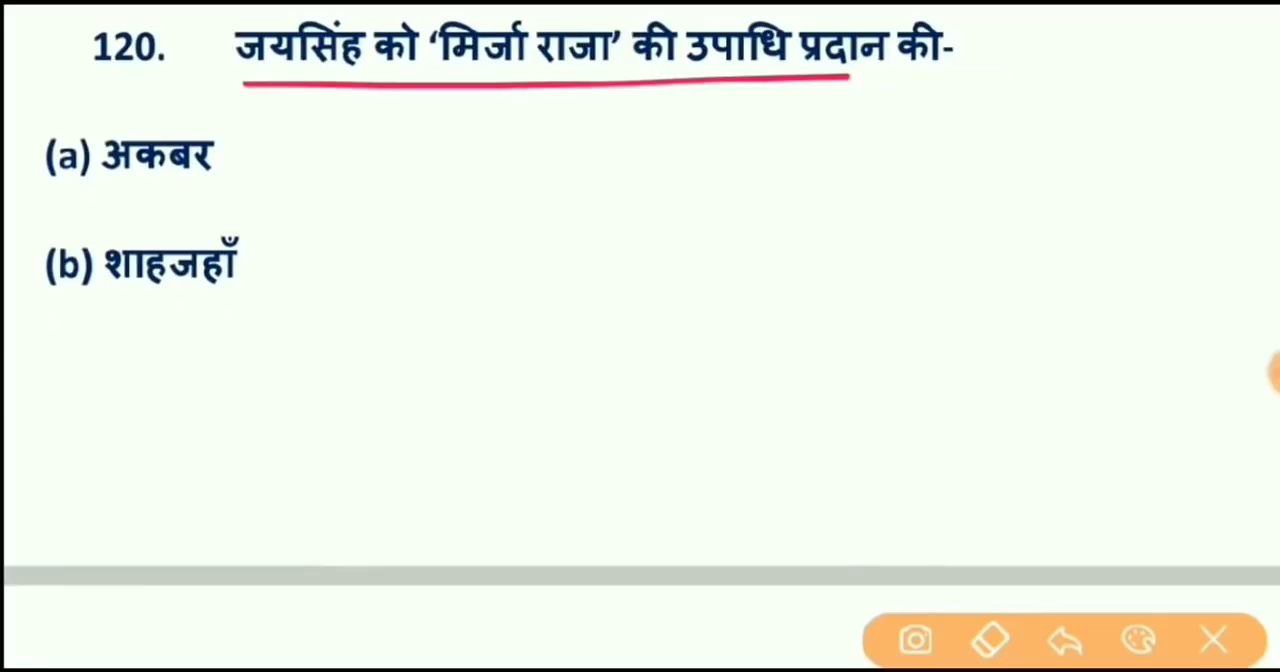 120. जयसिंह को ‘मिर्जा राजा’ की उपाधि प्रदान की-
(a) अकबर
(b) शाहजहाँ